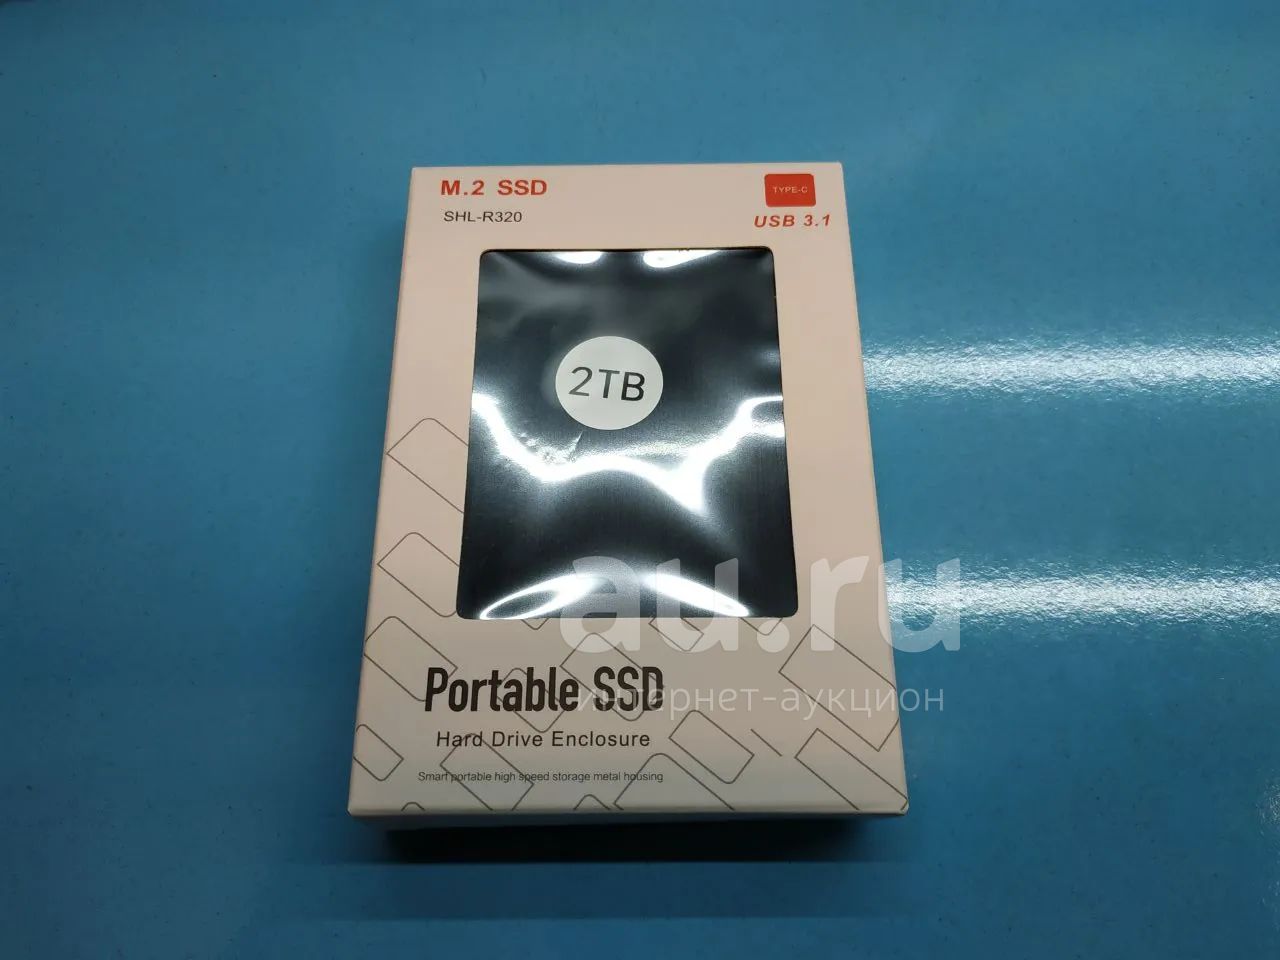 M.2 SSD
TYPE-C
SHL-R320
USB 3.1
2TB
au.ru
интернет-аукцион
Portable SSD
Hard Drive Enclosure
Smart portable high speed storage metal housing